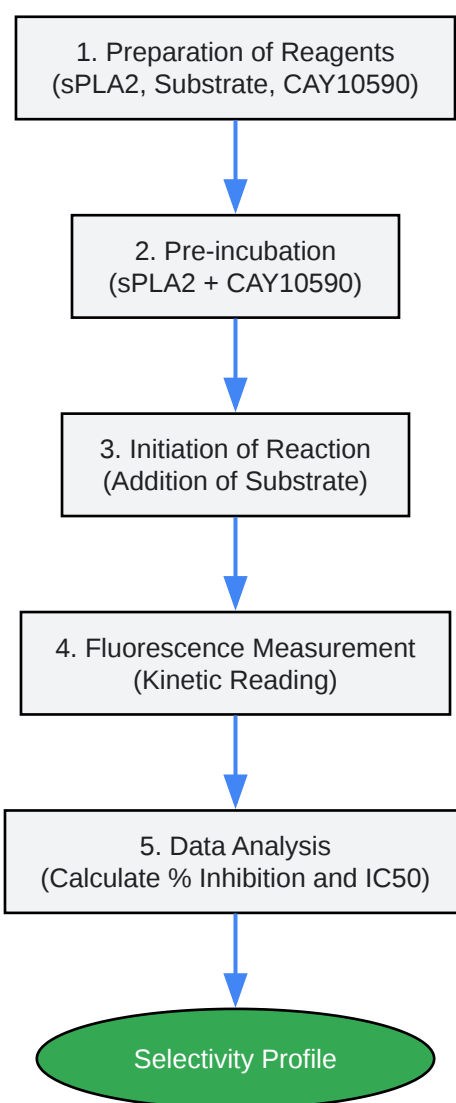 1. Preparation of Reagents
(sPLA2, Substrate, CAY10590)
2. Pre-incubation
(sPLA2 + CAY10590)
3. Initiation of Reaction
(Addition of Substrate)
4. Fluorescence Measurement
(Kinetic Reading)
5. Data Analysis
(Calculate % Inhibition and IC50)
Selectivity Profile